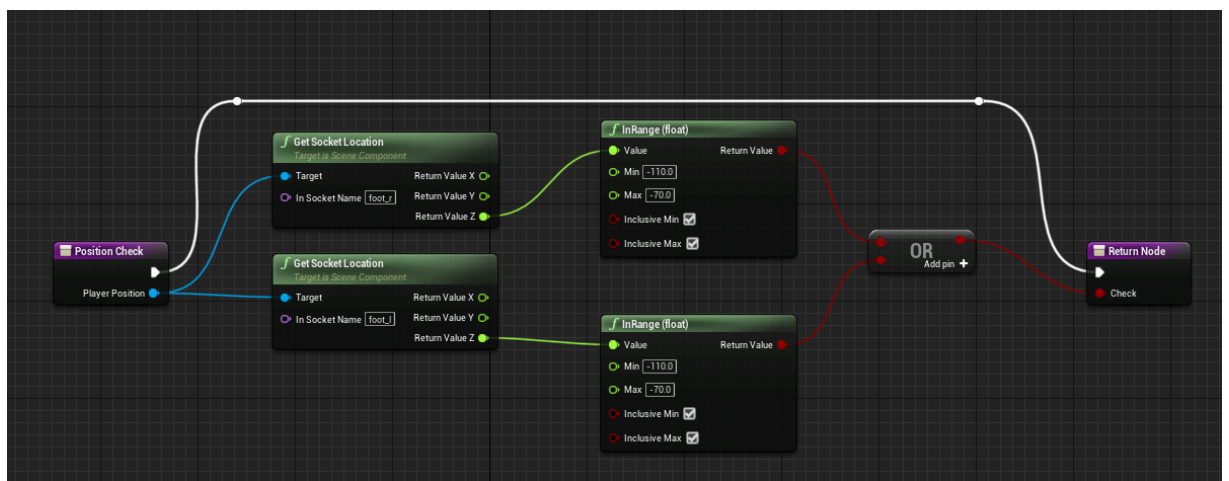 Position Check
Player Position
Get Socket Location
Target is Scene Component
Target Return Value X
In Socket Name foot_r Return Value Y
Return Value Z
Get Socket Location
Target is Scene Component
Target Return Value X
In Socket Name foot_l Return Value Y
Return Value Z
InRange (float)
Value Return Value
Min -110.0
Max -70.0
Inclusive Min
Inclusive Max
InRange (float)
Value Return Value
Min -110.0
Max -70.0
Inclusive Min
Inclusive Max
OR
Add pin +
Return Node
Check